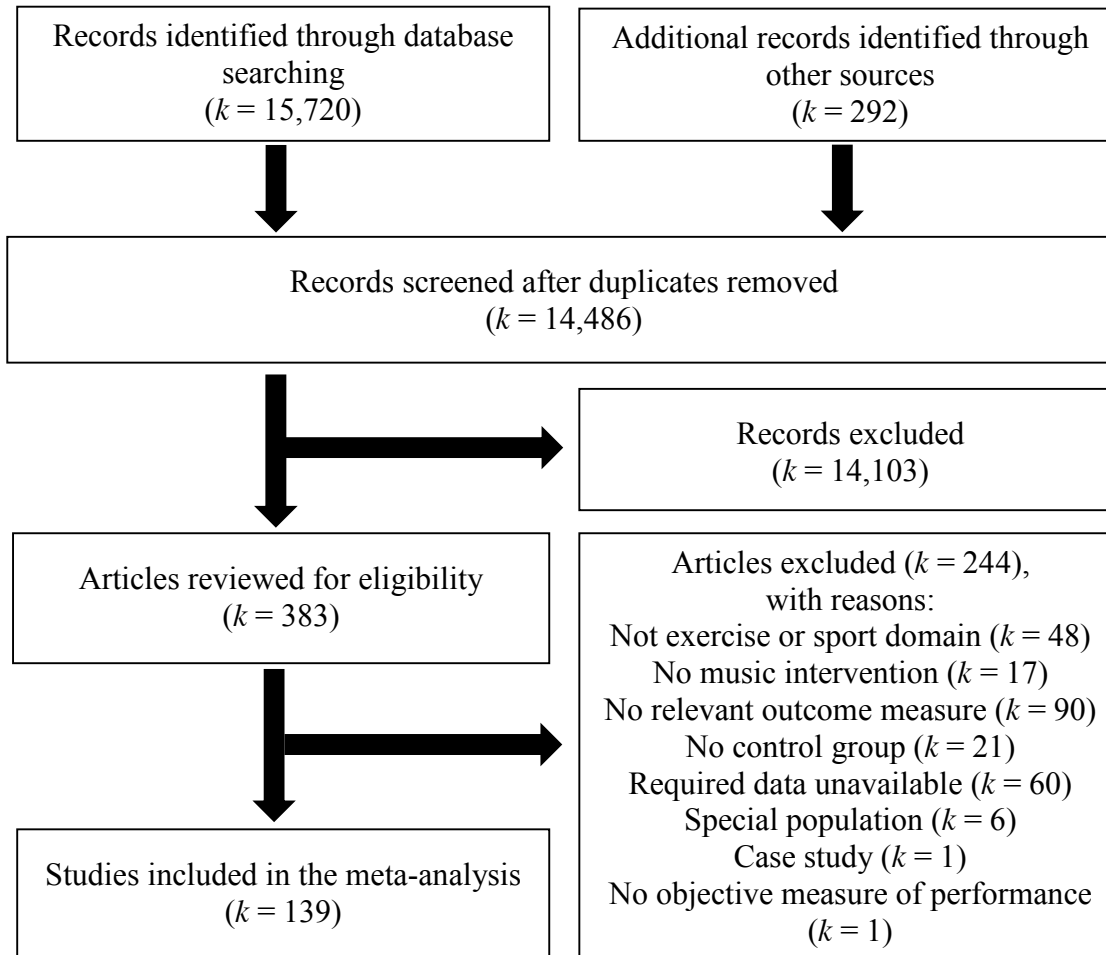 Records identified through database
searching
(k = 15,720)
Additional records identified through
other sources
(k = 292)
Records screened after duplicates removed
(k = 14,486)
Records excluded
(k = 14,103)
Articles reviewed for eligibility
(k = 383)
Articles excluded (k = 244),
with reasons:
Not exercise or sport domain (k = 48)
No music intervention (k = 17)
No relevant outcome measure (k = 90)
No control group (k = 21)
Required data unavailable (k = 60)
Special population (k = 6)
Case study (k = 1)
No objective measure of performance
(k = 1)
Studies included in the meta-analysis
(k = 139)